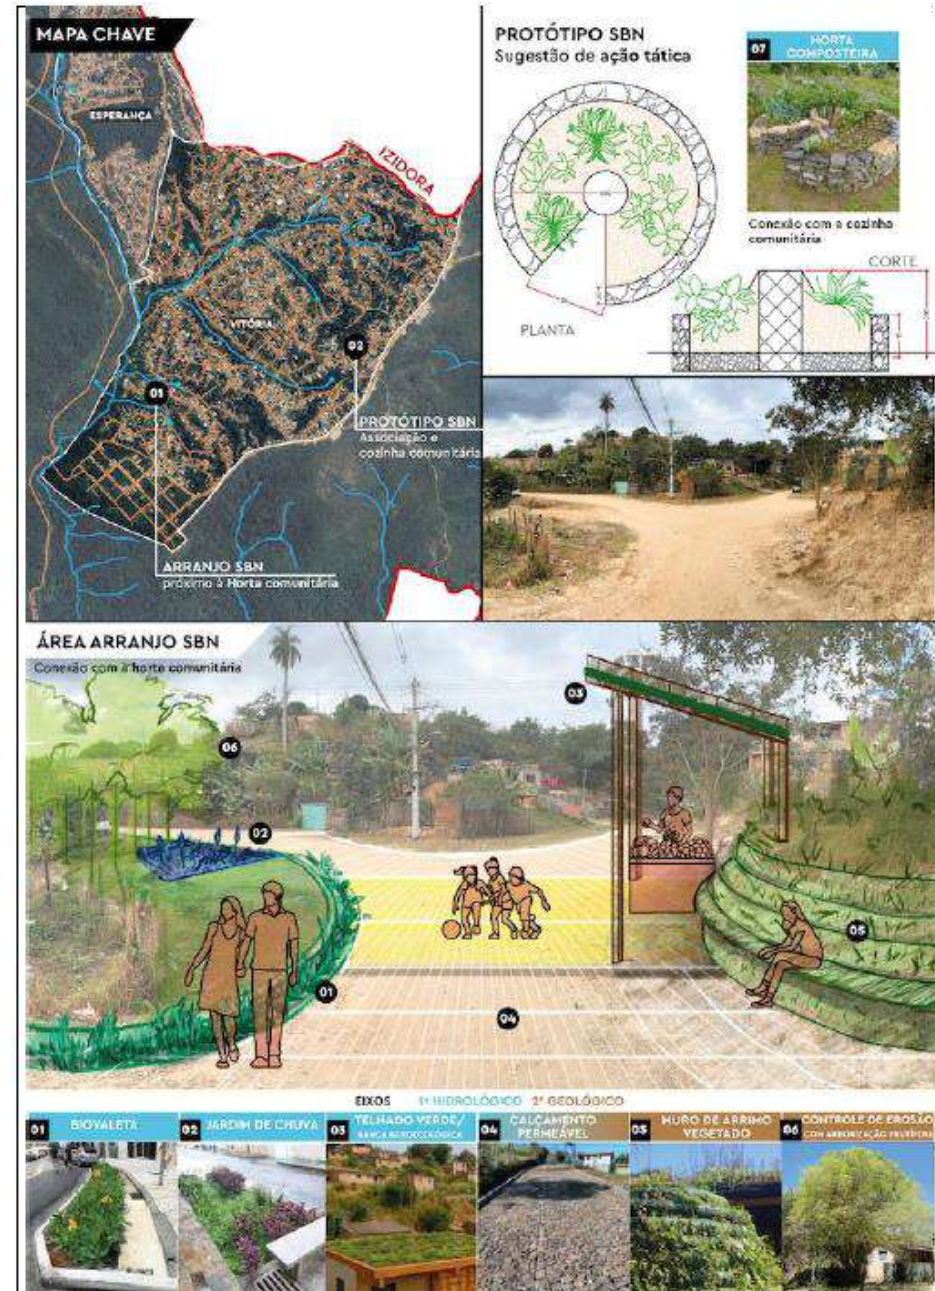 MAPA CHAVE
ESPERANÇA
IZIDORA
VITÓRIA
02
01
PROTÓTIPO SBN
Associação e
cozinha comunitária
ARRANJO SBN
próximo à Horta comunitária
PROTÓTIPO SBN
Sugestão de ação tática
07 HORTA
COMPOSTEIRA
Conexão com a cozinha
comunitária
CORTE
PLANTA
ÁREA ARRANJO SBN
Conexão com a horta comunitária
03
06
02
05
01
04
EIXOS 1º HIDROLÓGICO 2º GEOLÓGICO
01 BIOVALETA
02 JARDIM DE CHUVA
03 TELHADO VERDE/
BANCA AGROECOLÓGICA
04 CALÇAMENTO
PERMEÁVEL
05 MURO DE ARRIMO
VEGETADO
06 CONTROLE DE EROSÃO
COM ARBORIZAÇÃO FRUTÍFERA